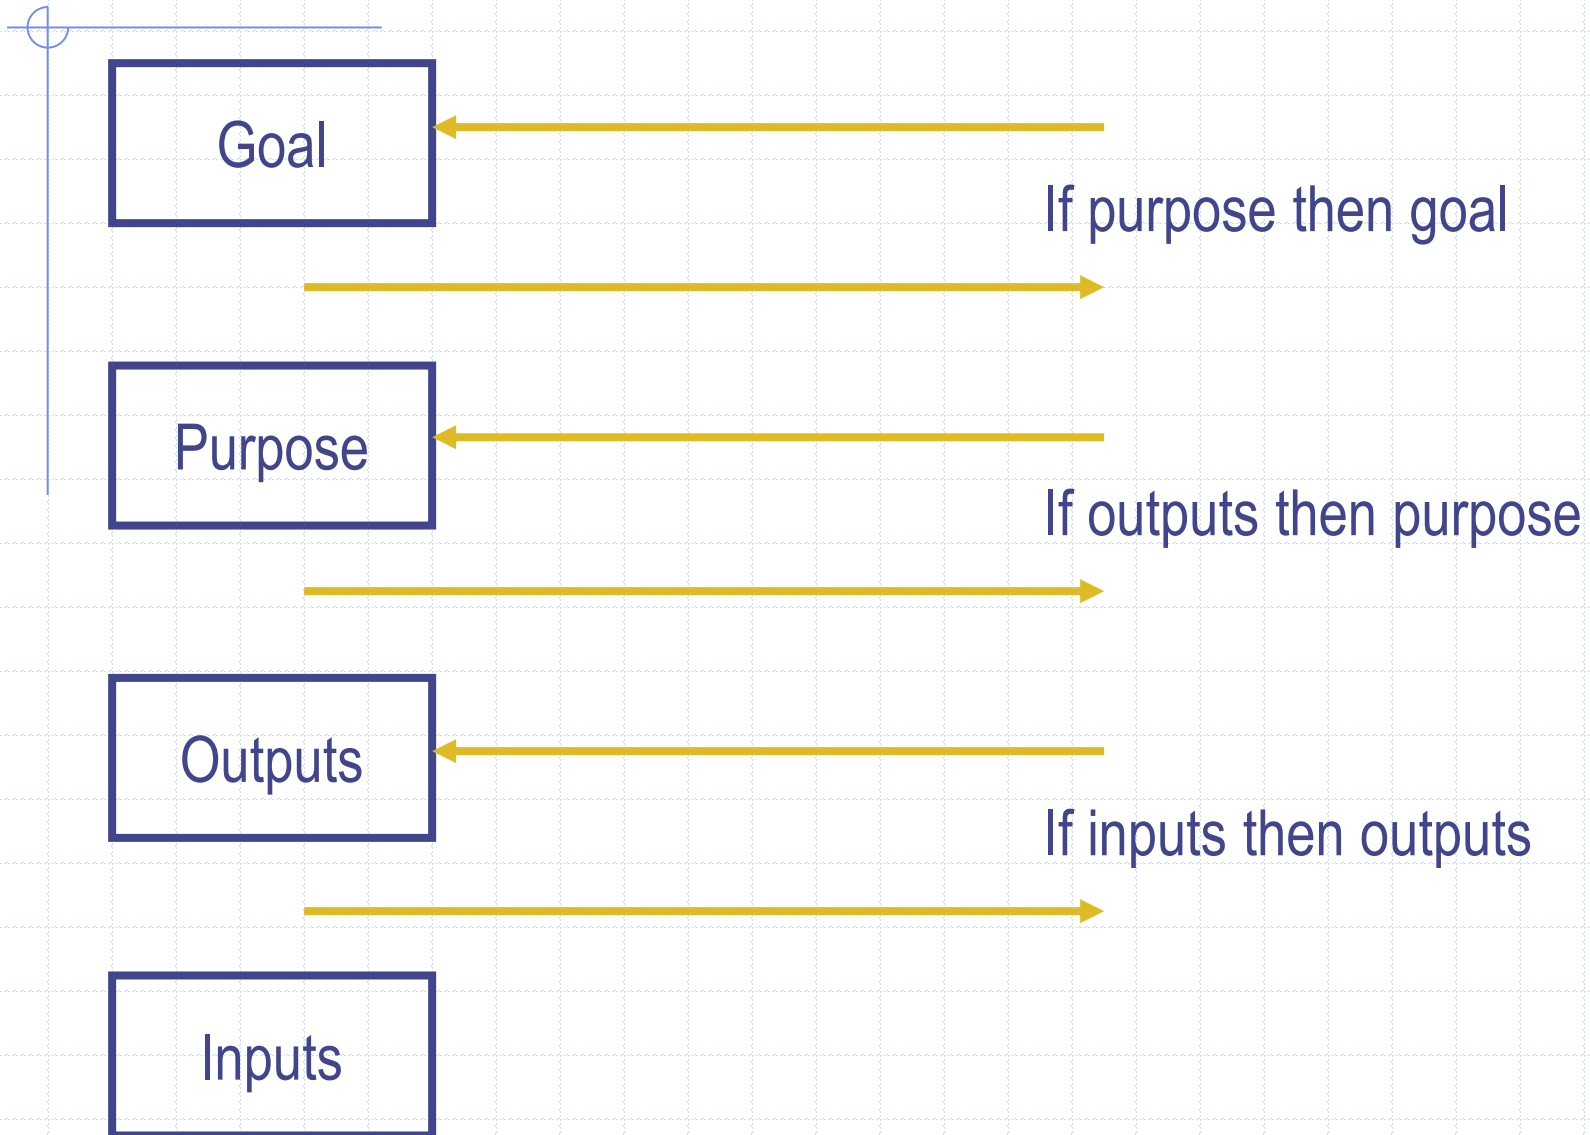 Goal
If purpose then goal
Purpose
If outputs then purpose
Outputs
If inputs then outputs
Inputs